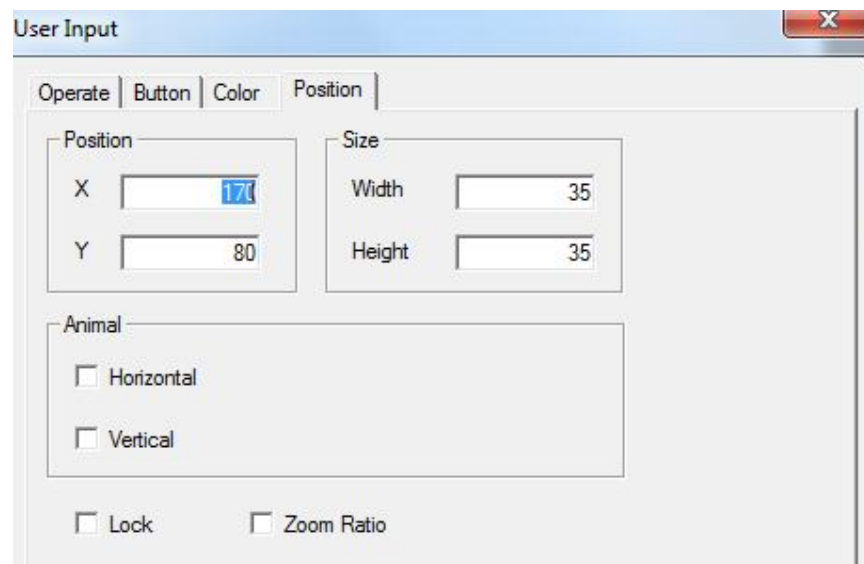 User Input
Operate Button Color Position
Position
X 170
Y 80
Size
Width 35
Height 35
Animal
Horizontal
Vertical
Lock Zoom Ratio